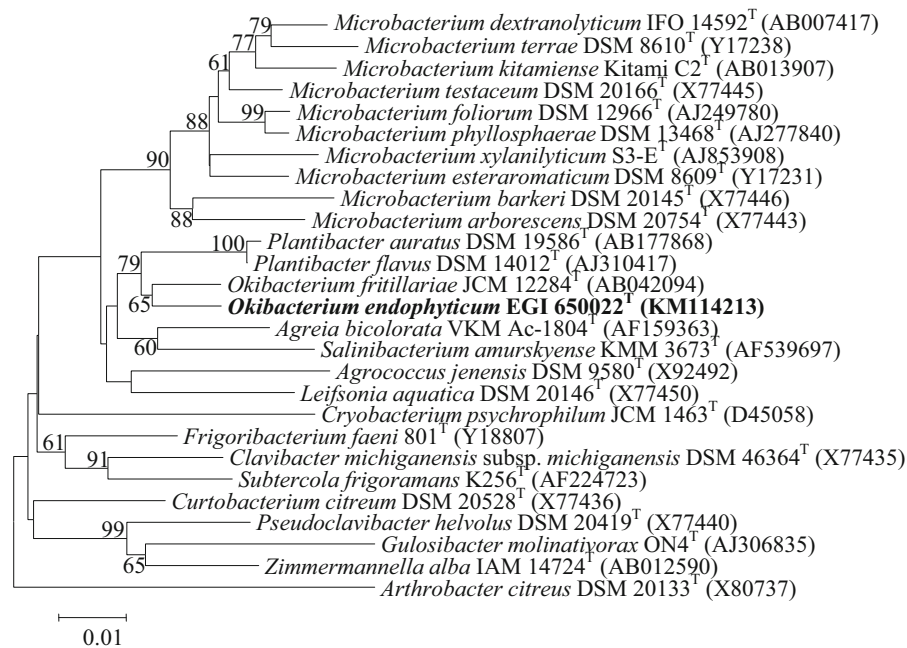 79 Microbacterium dextranolyticum IFO 14592T (AB007417)
77 Microbacterium terrae DSM 8610T (Y17238)
Microbacterium kitamiense Kitami C2T (AB013907)
61
Microbacterium testaceum DSM 20166T (X77445)
99 Microbacterium foliorum DSM 12966T (AJ249780)
88 Microbacterium phyllosphaerae DSM 13468T (AJ277840)
Microbacterium xylanilyticum S3-ET (AJ853908)
90
Microbacterium esteraromaticum DSM 8609T (Y17231)
Microbacterium barkeri DSM 20145T (X77446)
88 Microbacterium arborescens DSM 20754T (X77443)
100 Plantibacter auratus DSM 19586T (AB177868)
79 Plantibacter flavus DSM 14012T (AJ310417)
Okibacterium fritillariae JCM 12284T (AB042094)
65 Okibacterium endophyticum EGI 650022T (KM114213)
Agreia bicolorata VKM Ac-1804T (AF159363)
60 Salinibacterium amurskyense KMM 3673T (AF539697)
Agrococcus jenensis DSM 9580T (X92492)
Leifsonia aquatica DSM 20146T (X77450)
Cryobacterium psychrophilum JCM 1463T (D45058)
61 Frigoribacterium faeni 801T (Y18807)
91 Clavibacter michiganensis subsp. michiganensis DSM 46364T (X77435)
Subtercola frigoramans K256T (AF224723)
Curtobacterium citreum DSM 20528T (X77436)
99 Pseudoclavibacter helvolus DSM 20419T (X77440)
Gulosibacter molinativorax ON4T (AJ306835)
65 Zimmermannella alba IAM 14724T (AB012590)
Arthrobacter citreus DSM 20133T (X80737)
0.01